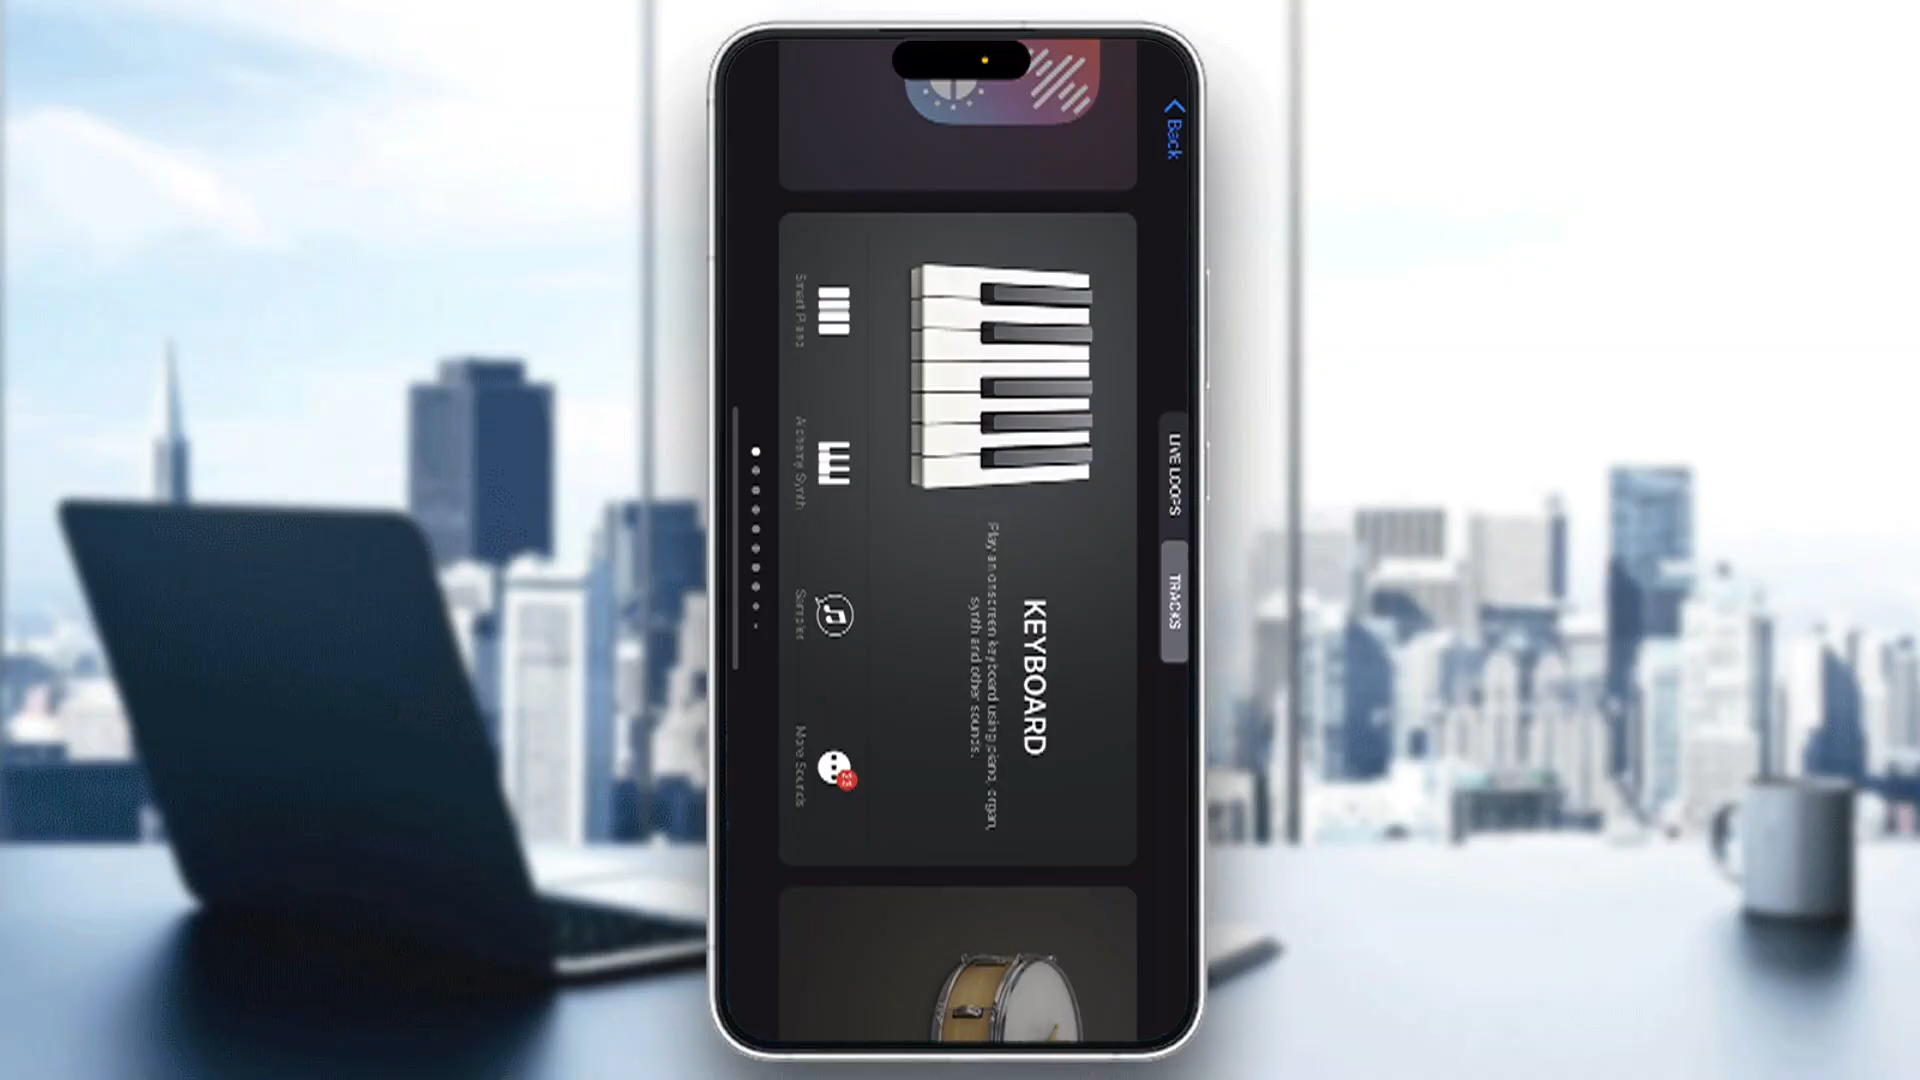 Back
LIVE LOOPS
TRACKS
KEYBOARD
Play an onscreen keyboard using piano, organ,
synth and other sounds.
Smart Piano
Alchemy Synth
Sampler
More Sounds
23